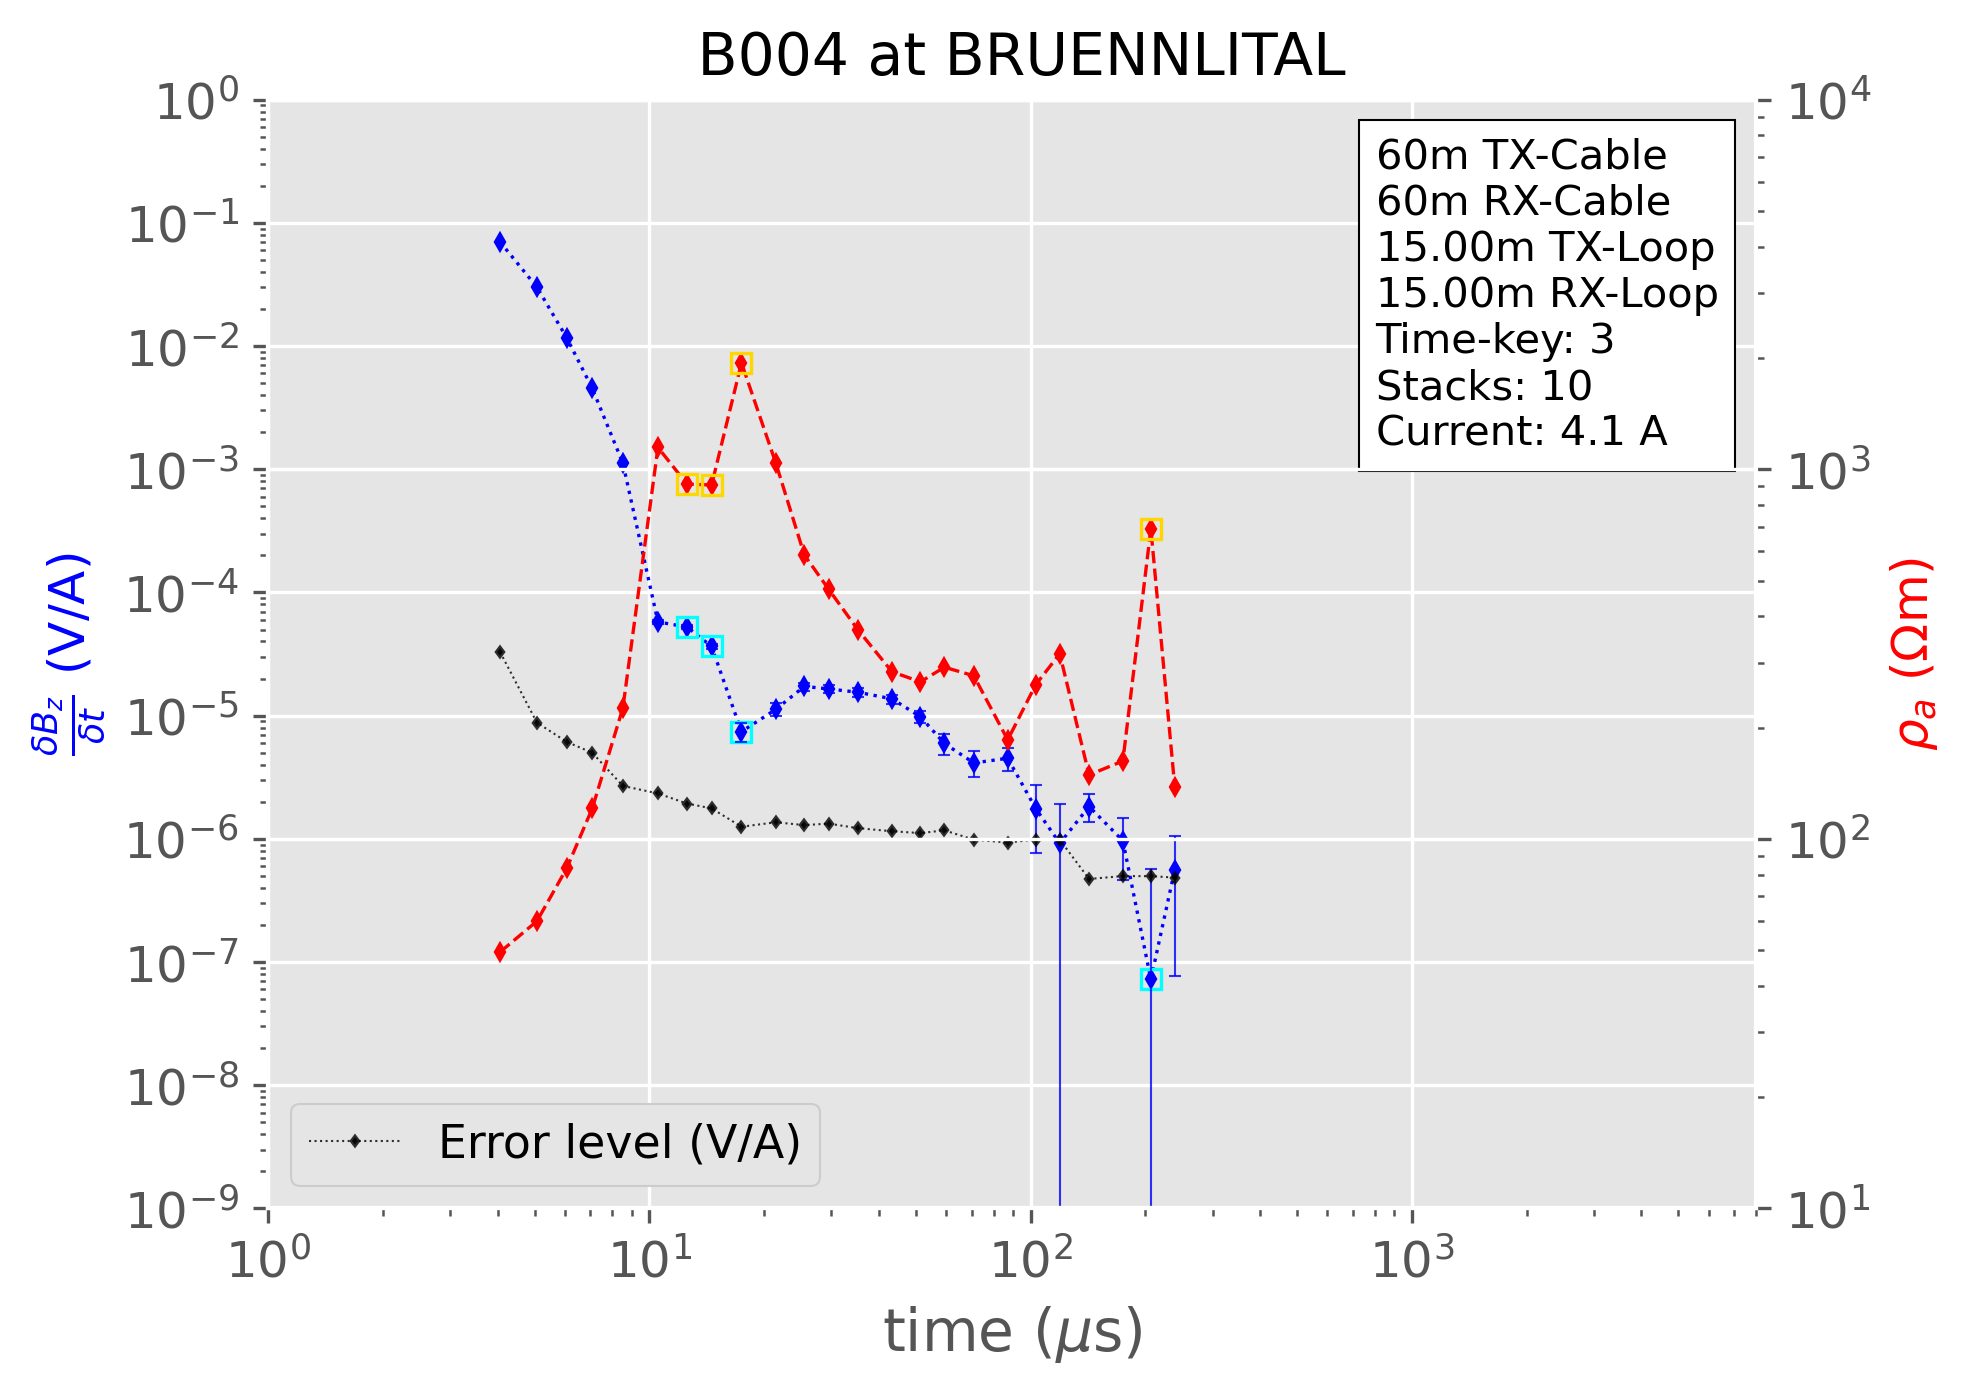 B004 at BRUENNLITAL
10⁰
10⁻¹
10⁻²
10⁻³
10⁻⁴
10⁻⁵
10⁻⁶
10⁻⁷
10⁻⁸
10⁻⁹
δB_z/δt (V/A)
60m TX-Cable
60m RX-Cable
15.00m TX-Loop
15.00m RX-Loop
Time-key: 3
Stacks: 10
Current: 4.1 A
Error level (V/A)
10⁴
10³
10²
10¹
ρ_a (Ωm)
10⁰ 10¹ 10² 10³
time (μs)